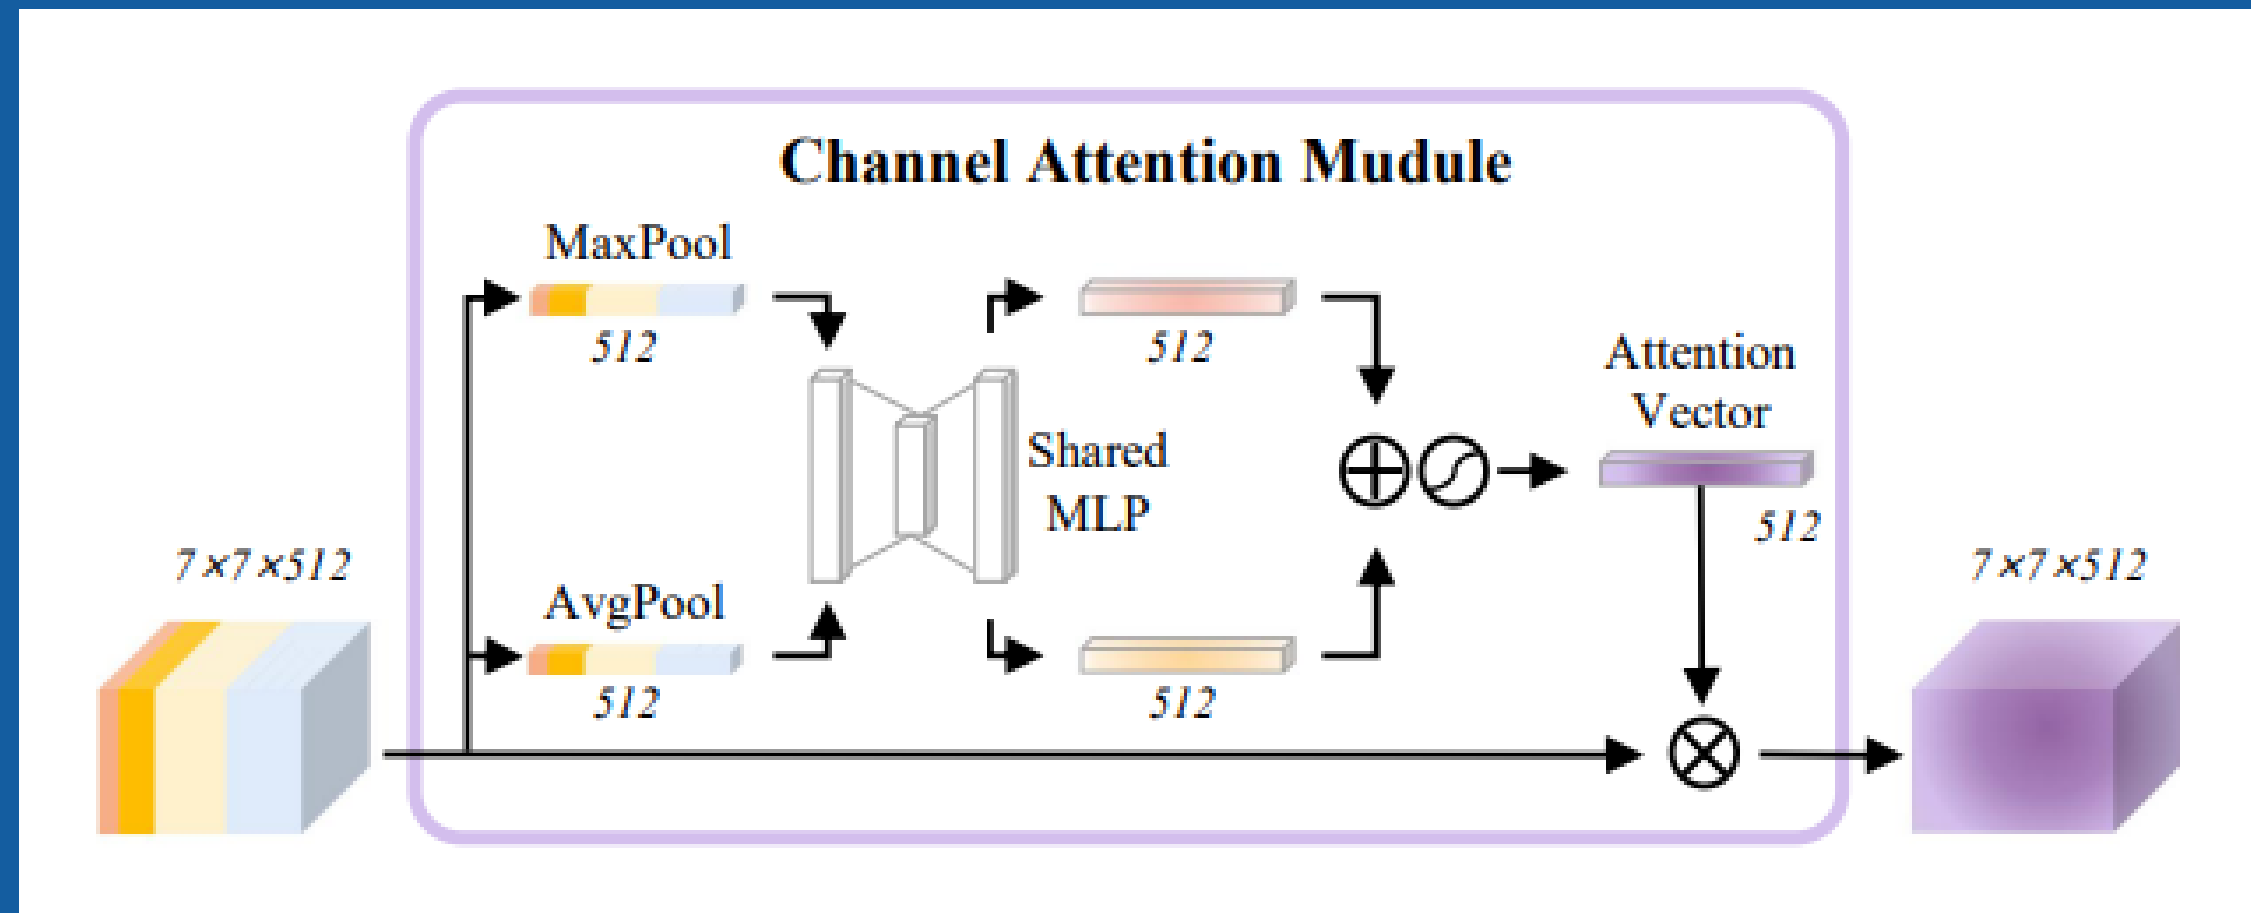 Channel Attention Mudule
MaxPool
512
512
Attention
Vector
512
Shared
MLP
7×7×512
AvgPool
512
512
7×7×512